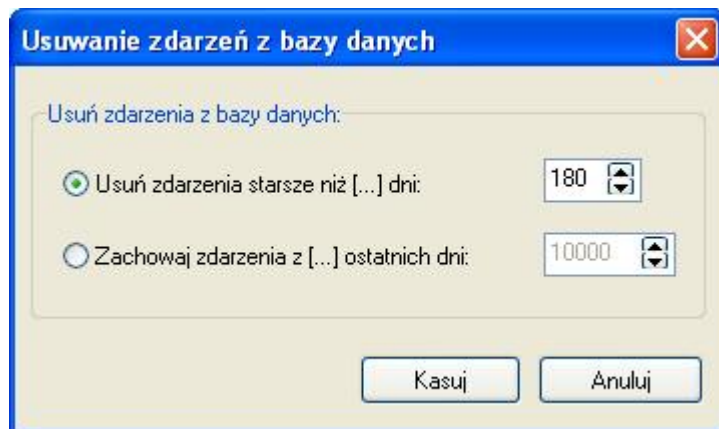 Usuwanie zdarzeń z bazy danych
Usuń zdarzenia z bazy danych:
Usuń zdarzenia starsze niż [...] dni: 180
Zachowaj zdarzenia z [...] ostatnich dni: 10000
Kasuj Anuluj